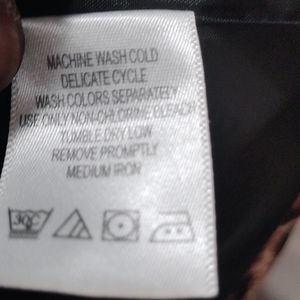 MACHINE WASH COLD
DELICATE CYCLE
WASH COLORS SEPARATELY
USE ONLY NON-CHLORINE BLEACH
TUMBLE DRY LOW
REMOVE PROMPTLY
MEDIUM IRON
30C